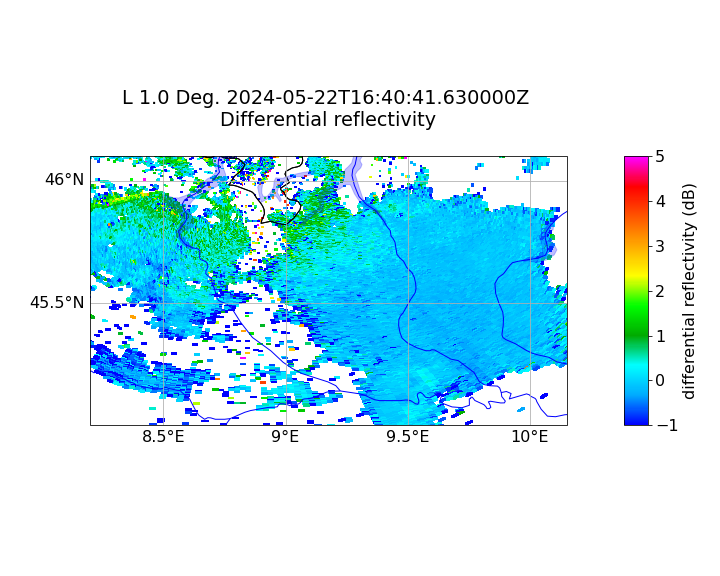 L 1.0 Deg. 2024-05-22T16:40:41.630000Z
Differential reflectivity
46°N
45.5°N
8.5°E
9°E
9.5°E
10°E
5
4
3
2
1
0
−1
differential reflectivity (dB)